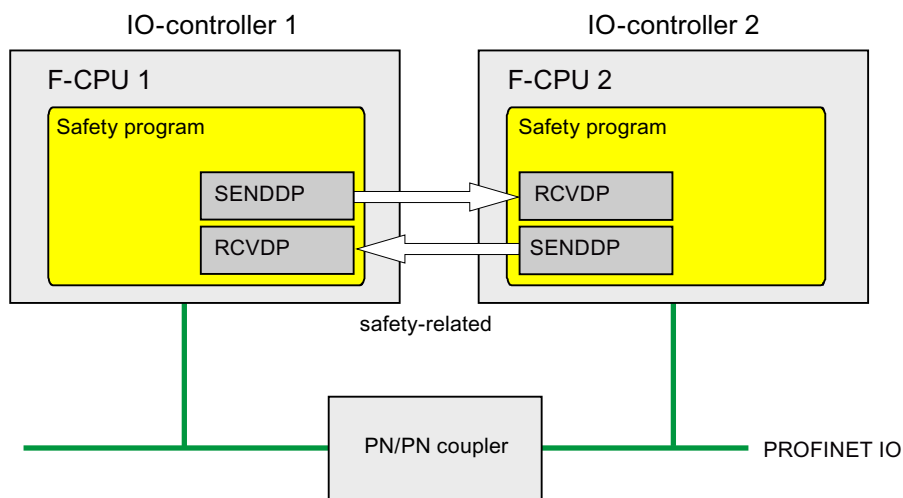 IO-controller 1
IO-controller 2
F-CPU 1
F-CPU 2
Safety program
Safety program
SENDDP
RCVDP
RCVDP
SENDDP
safety-related
PN/PN coupler
PROFINET IO